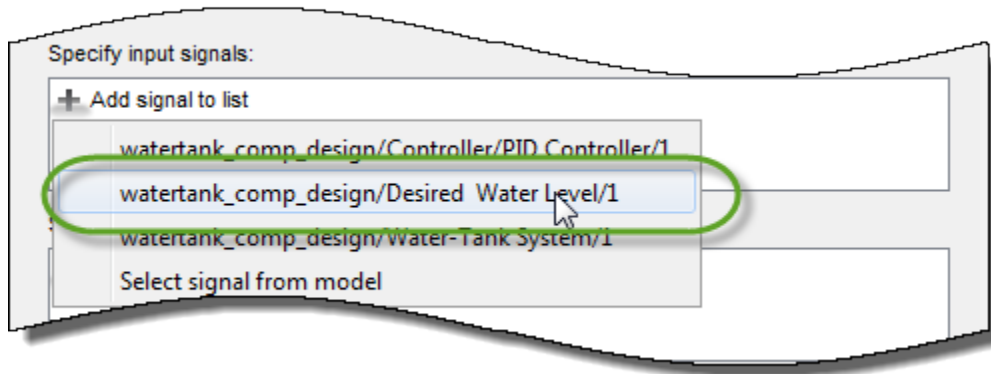 Specify input signals:
Add signal to list
watertank_comp_design/Controller/PID Controller/1
watertank_comp_design/Desired  Water Level/1
watertank_comp_design/Water-Tank System/1
Select signal from model